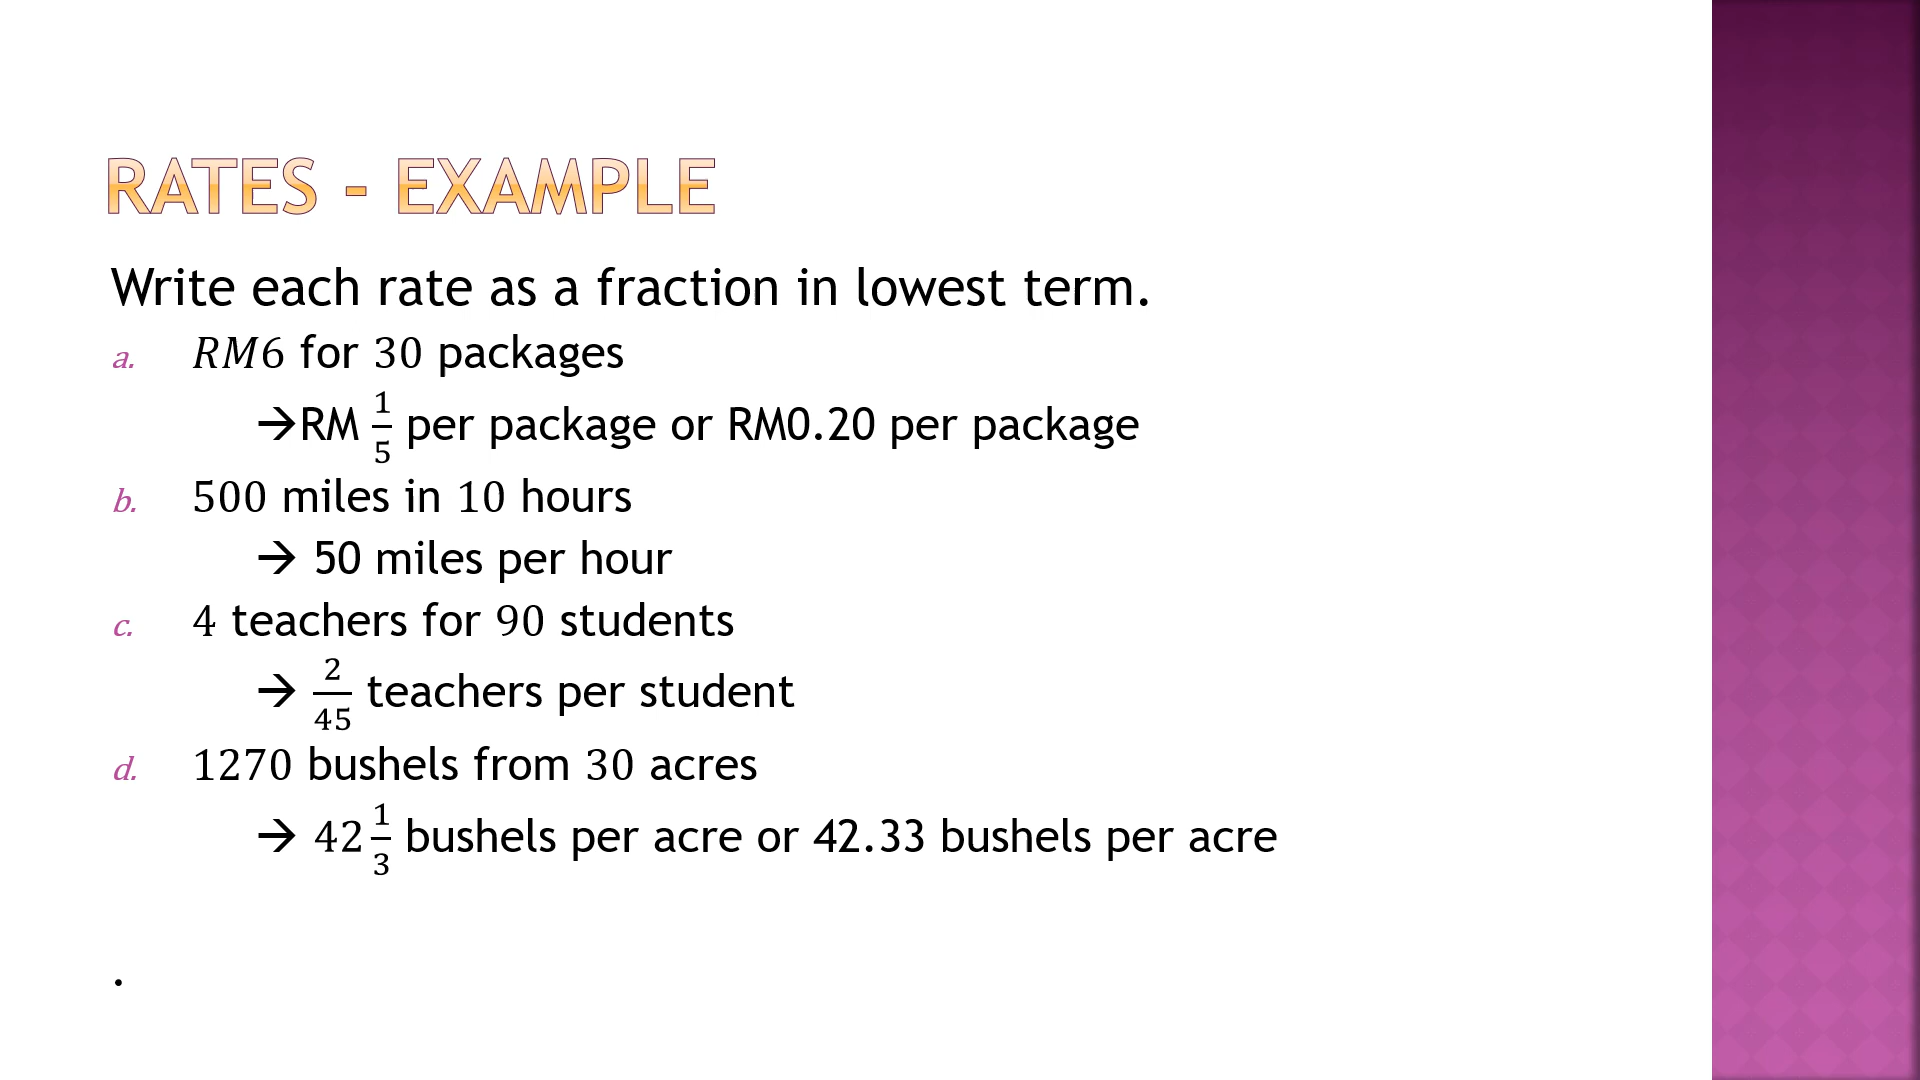 RATES - EXAMPLE
Write each rate as a fraction in lowest term.
a. RM6 for 30 packages
→RM 1/5 per package or RM0.20 per package
b. 500 miles in 10 hours
→ 50 miles per hour
c. 4 teachers for 90 students
→ 2/45 teachers per student
d. 1270 bushels from 30 acres
→ 42 1/3 bushels per acre or 42.33 bushels per acre
.